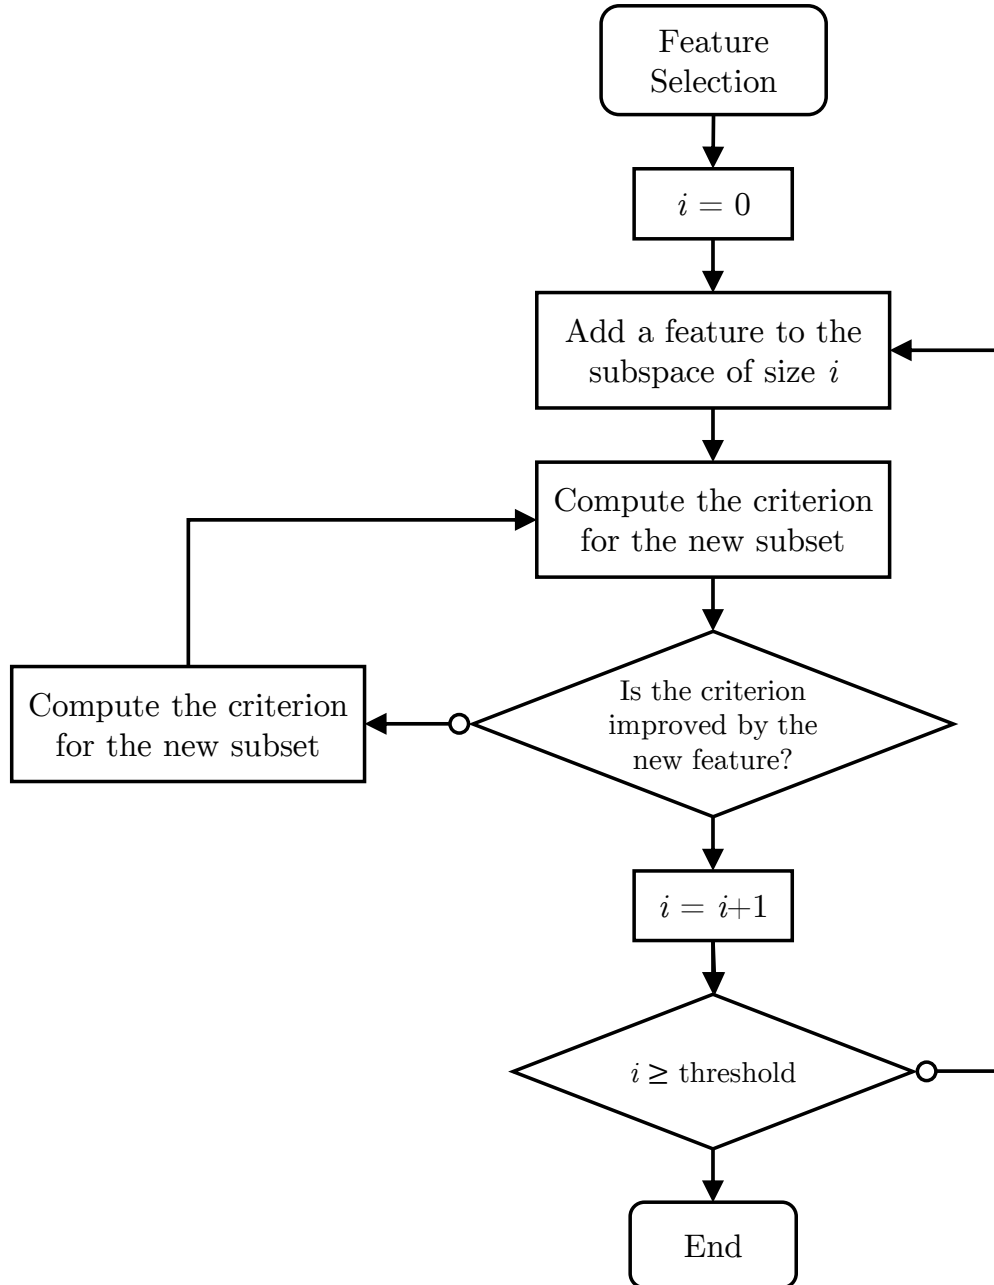 Feature
Selection
i = 0
Add a feature to the
subspace of size i
Compute the criterion
for the new subset
Compute the criterion
for the new subset
Is the criterion
improved by the
new feature?
i = i+1
i ≥ threshold
End